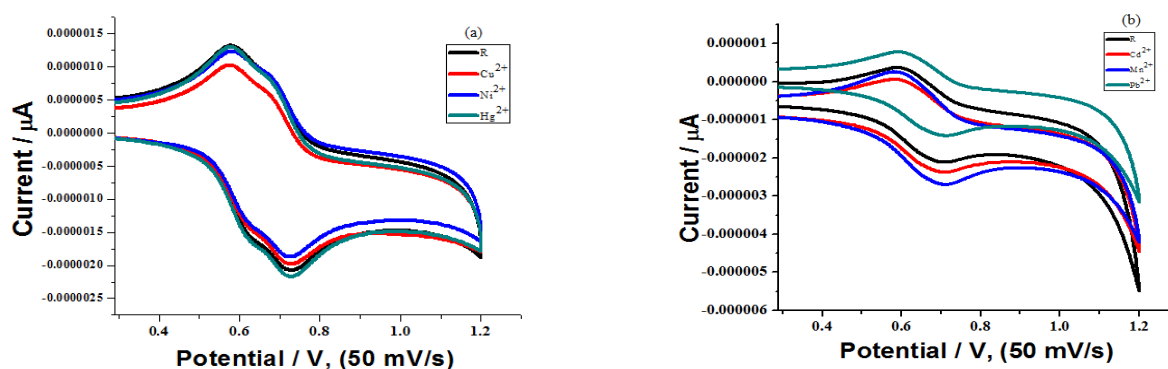 (a)
R
Cu2+
Ni2+
Hg2+
0.0000015
0.0000010
0.0000005
0.0000000
-0.0000005
-0.0000010
-0.0000015
-0.0000020
-0.0000025
Current / μA
0.4
0.6
0.8
1.0
1.2
Potential / V, (50 mV/s)
(b)
R
Cd2+
Mn2+
Pb2+
0.000001
0.000000
-0.000001
-0.000002
-0.000003
-0.000004
-0.000005
-0.000006
Current / μA
0.4
0.6
0.8
1.0
1.2
Potential / V, (50 mV/s)